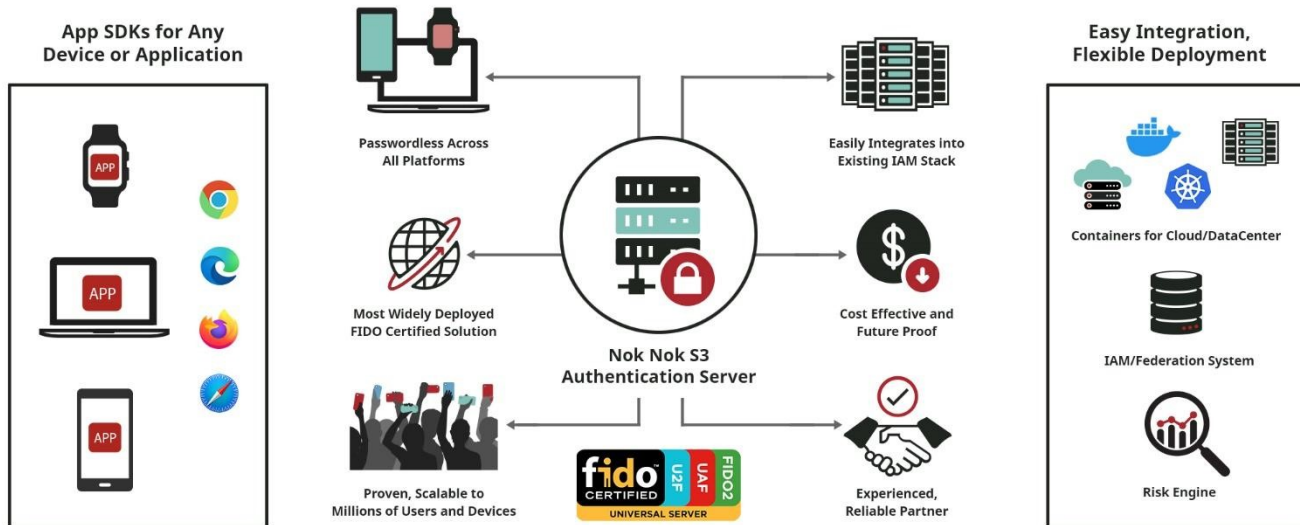 App SDKs for Any
Device or Application
APP
APP
APP
Passwordless Across
All Platforms
Most Widely Deployed
FIDO Certified Solution
Proven, Scalable to
Millions of Users and Devices
Nok Nok S3
Authentication Server
fido™
CERTIFIED
U2F
UAF
FIDO2
UNIVERSAL SERVER
Easily Integrates into
Existing IAM Stack
$
Cost Effective and
Future Proof
Experienced,
Reliable Partner
Easy Integration,
Flexible Deployment
Containers for Cloud/DataCenter
IAM/Federation System
Risk Engine